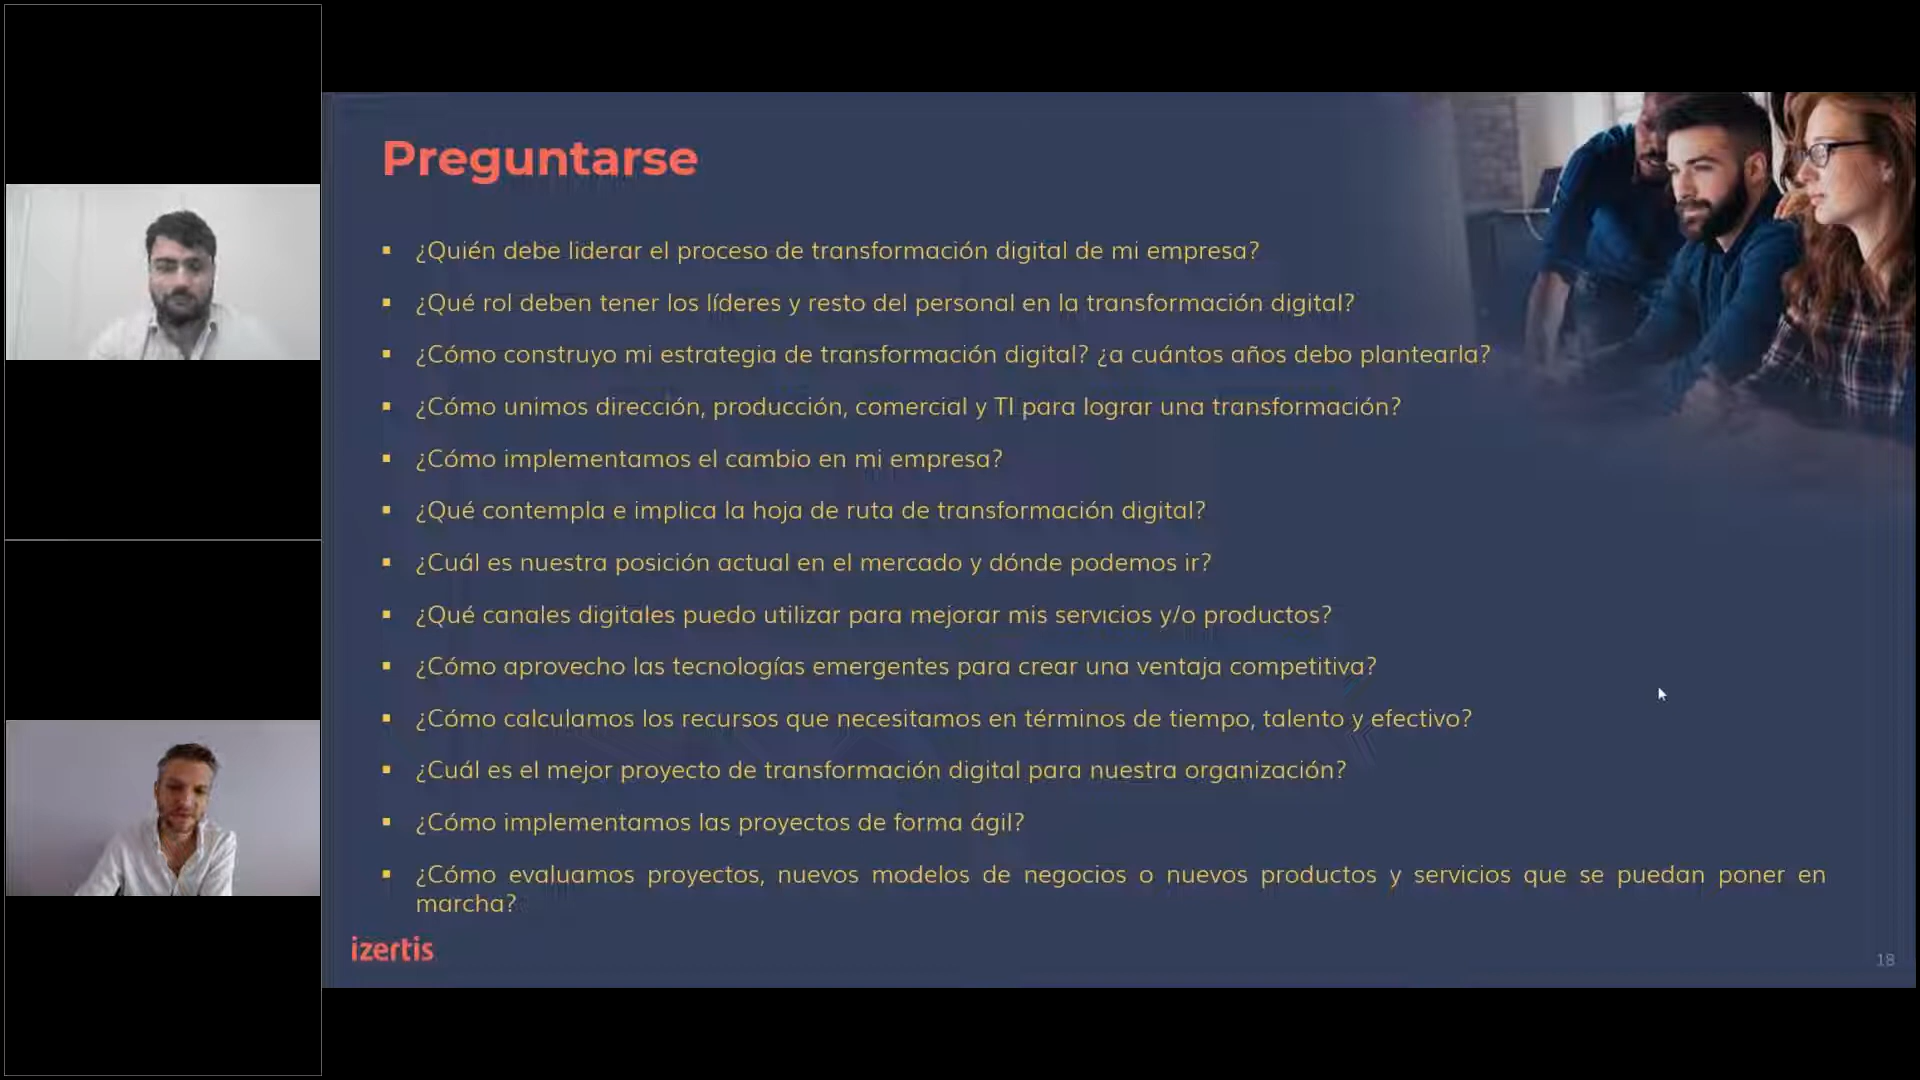 Preguntarse
▪ ¿Quién debe liderar el proceso de transformación digital de mi empresa?
▪ ¿Qué rol deben tener los líderes y resto del personal en la transformación digital?
▪ ¿Cómo construyo mi estrategia de transformación digital? ¿a cuántos años debo plantearla?
▪ ¿Cómo unimos dirección, producción, comercial y TI para lograr una transformación?
▪ ¿Cómo implementamos el cambio en mi empresa?
▪ ¿Qué contempla e implica la hoja de ruta de transformación digital?
▪ ¿Cuál es nuestra posición actual en el mercado y dónde podemos ir?
▪ ¿Qué canales digitales puedo utilizar para mejorar mis servicios y/o productos?
▪ ¿Cómo aprovecho las tecnologías emergentes para crear una ventaja competitiva?
▪ ¿Cómo calculamos los recursos que necesitamos en términos de tiempo, talento y efectivo?
▪ ¿Cuál es el mejor proyecto de transformación digital para nuestra organización?
▪ ¿Cómo implementamos las proyectos de forma ágil?
▪ ¿Cómo evaluamos proyectos, nuevos modelos de negocios o nuevos productos y servicios que se puedan poner en
marcha?
izertis
18